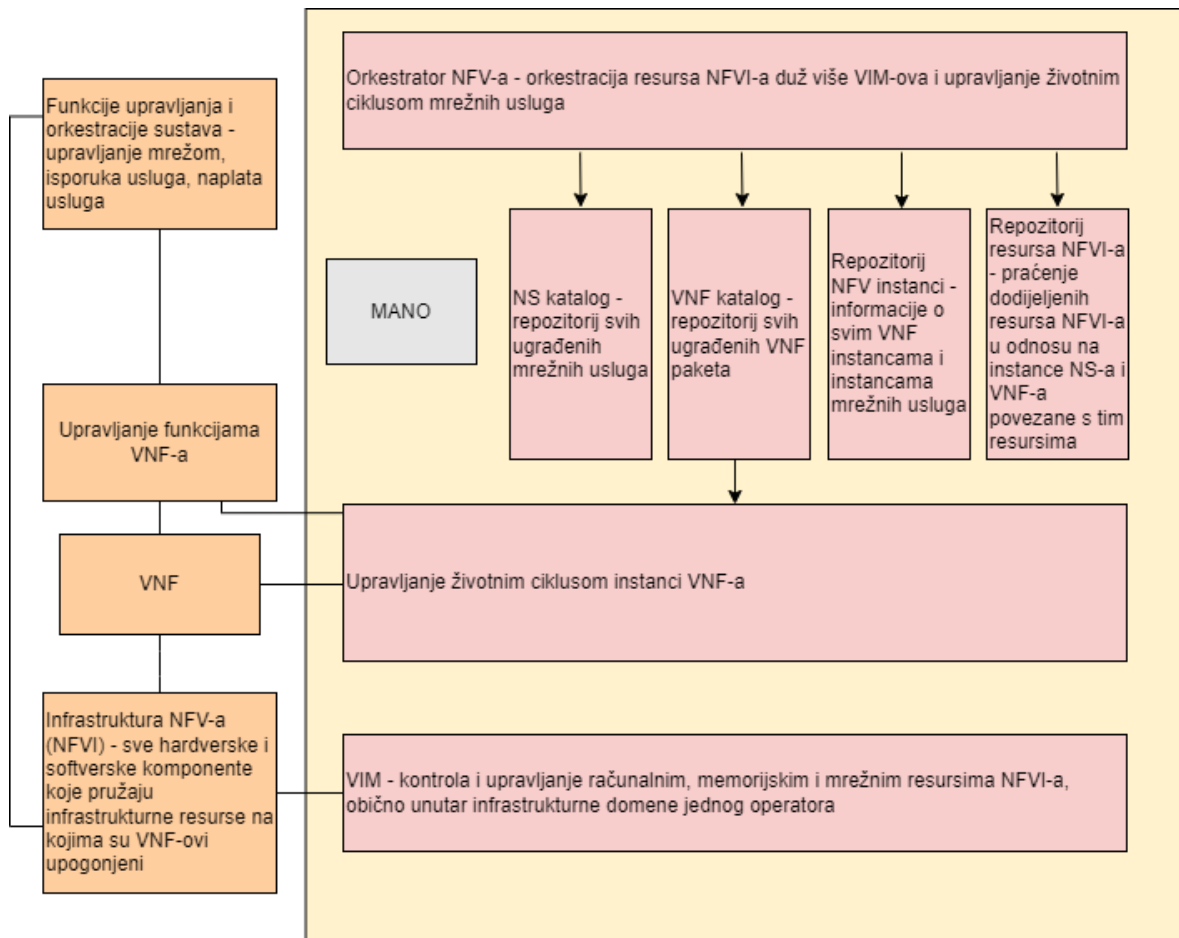 Orkestrator NFV-a - orkestracija resursa NFVI-a duž više VIM-ova i upravljanje životnim
ciklusom mrežnih usluga
Funkcije upravljanja i
orkestracije sustava -
upravljanje mrežom,
isporuka usluga, naplata
usluga
MANO
NS katalog -
repozitorij svih
ugrađenih
mrežnih usluga
VNF katalog -
repozitorij svih
ugrađenih VNF
paketa
Repozitorij
NFV instanci -
informacije o
svim VNF
instancama i
instancama
mrežnih usluga
Repozitorij
resursa NFVI-a
- praćenje
dodijeljenih
resursa NFVI-a
u odnosu na
instance NS-a i
VNF-a
povezane s tim
resursima
Upravljanje funkcijama
VNF-a
VNF
Upravljanje životnim ciklusom instanci VNF-a
Infrastruktura NFV-a
(NFVI) - sve hardverske i
softverske komponente
koje pružaju
infrastrukturne resurse na
kojima su VNF-ovi
upogonjeni
VIM - kontrola i upravljanje računalnim, memorijskim i mrežnim resursima NFVI-a,
obično unutar infrastrukturne domene jednog operatora